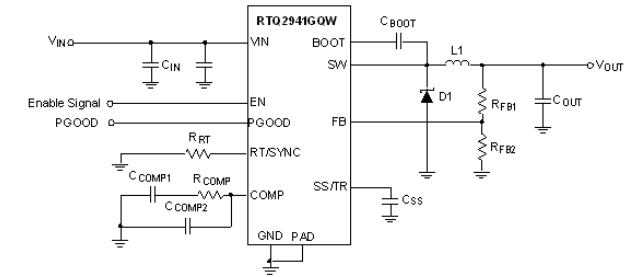 RTQ2941GQW
VIN
VIN
CIN
BOOT
CBOOT
SW
L1
VOUT
Enable Signal
EN
D1
RFB1
COUT
PGOOD
PGOOD
FB
RRT
RT/SYNC
RFB2
CCOMP1
RCOMP
COMP
SS/TR
CCOMP2
CSS
GND
PAD